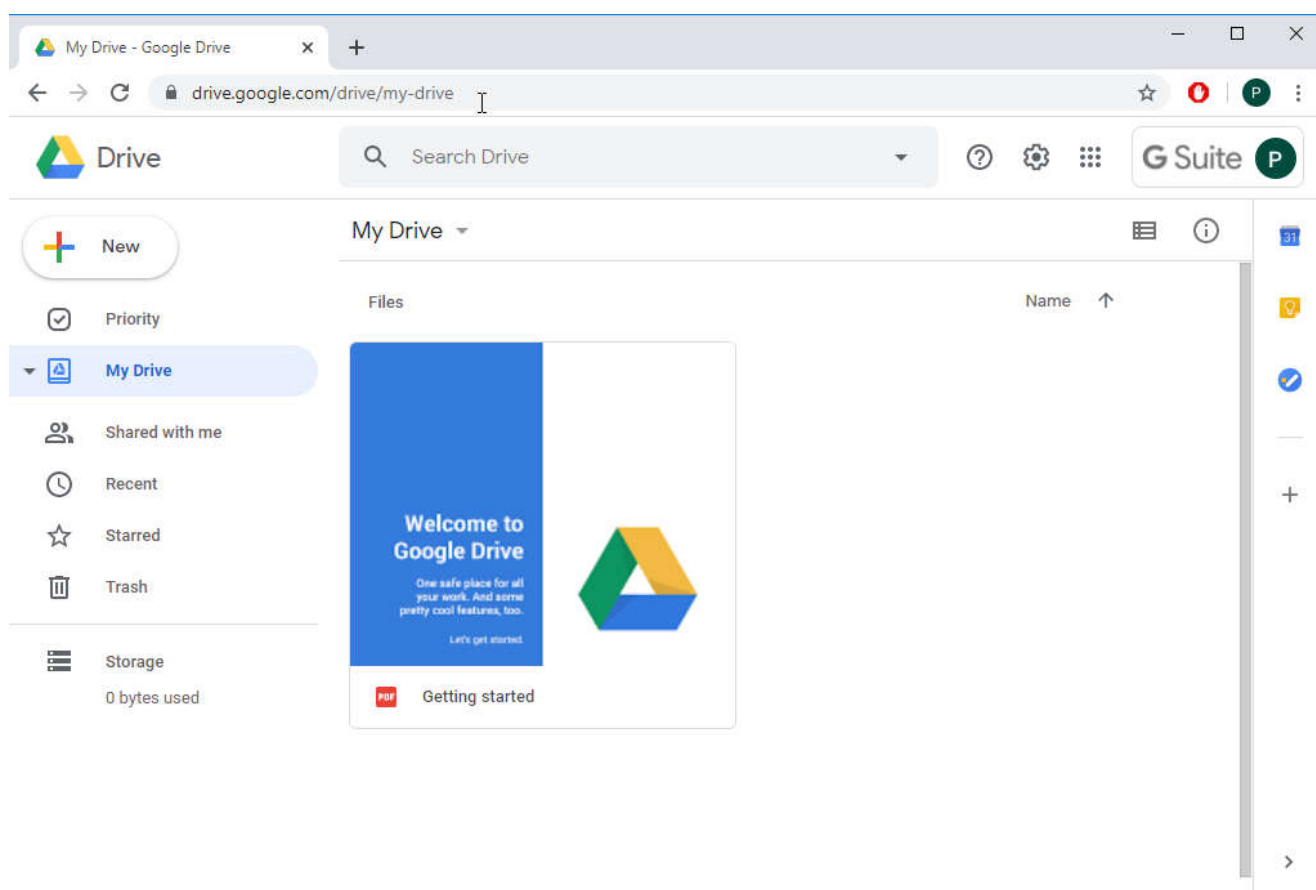 My Drive - Google Drive
drive.google.com/drive/my-drive
P
Drive
Search Drive
G Suite
P
New
My Drive
31
Files
Name
Priority
My Drive
Shared with me
Recent
Starred
Trash
Storage
0 bytes used
Welcome to
Google Drive
One safe place for all
your work. And some
pretty cool features, too.
Let's get started.
PDF
Getting started